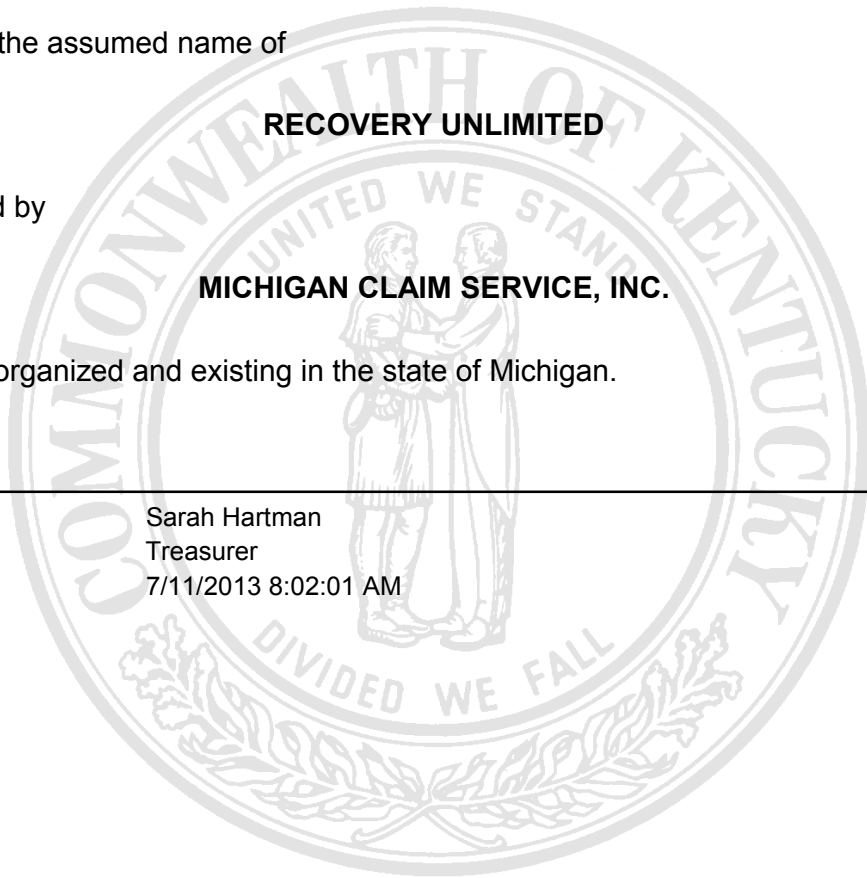 the assumed name of
RECOVERY UNLIMITED
d by
MICHIGAN CLAIM SERVICE, INC.
organized and existing in the state of Michigan.
Sarah Hartman
Treasurer
7/11/2013 8:02:01 AM
COMMONWEALTH OF KENTUCKY
UNITED WE STAND
DIVIDED WE FALL